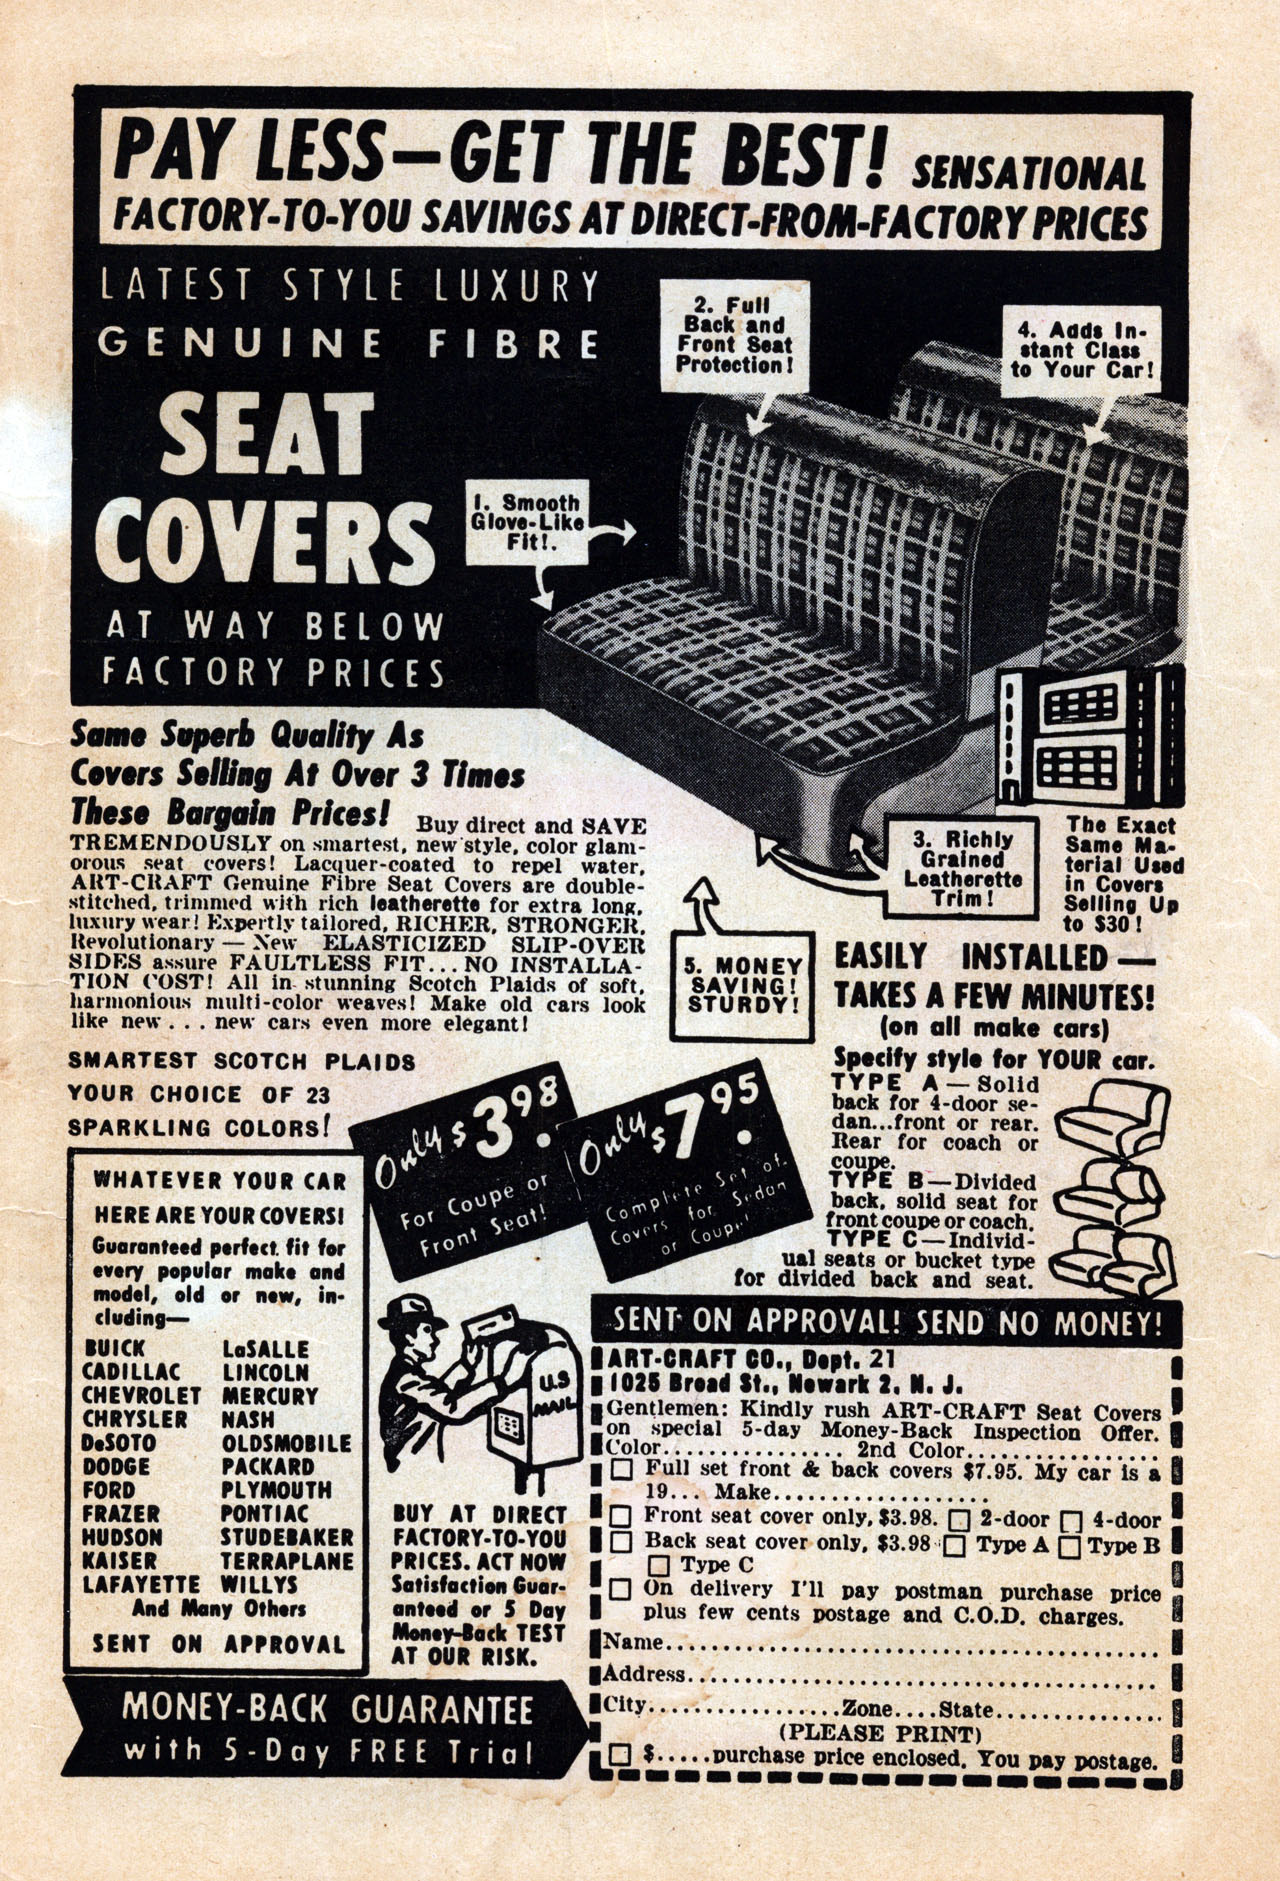 PAY LESS—GET THE BEST! SENSATIONAL
FACTORY-TO-YOU SAVINGS AT DIRECT-FROM-FACTORY PRICES
LATEST STYLE LUXURY
GENUINE FIBRE
SEAT
COVERS
AT WAY BELOW
FACTORY PRICES
1. Smooth
Glove-Like
Fit!.
2. Full
Back and
Front Seat
Protection!
4. Adds In-
stant Class
to Your Car!
3. Richly
Grained
Leatherette
Trim!
The Exact
Same Ma-
terial Used
in Covers
Selling Up
to $30!
5. MONEY
SAVING!
STURDY!
Same Superb Quality As
Covers Selling At Over 3 Times
These Bargain Prices! Buy direct and SAVE
TREMENDOUSLY on smartest, new style, color glam-
orous seat covers! Lacquer-coated to repel water,
ART-CRAFT Genuine Fibre Seat Covers are double-
stitched, trimmed with rich leatherette for extra long,
luxury wear! Expertly tailored, RICHER, STRONGER,
Revolutionary — New ELASTICIZED SLIP-OVER
SIDES assure FAULTLESS FIT...NO INSTALLA-
TION COST! All in stunning Scotch Plaids of soft,
harmonious multi-color weaves! Make old cars look
like new . . . new cars even more elegant!
SMARTEST SCOTCH PLAIDS
YOUR CHOICE OF 23
SPARKLING COLORS!
Only $3.98
For Coupe or
Front Seat!
Only $7.95
Complete Set of
Covers for Sedan
or Coupe!
EASILY INSTALLED —
TAKES A FEW MINUTES!
(on all make cars)
Specify style for YOUR car.
TYPE A — Solid
back for 4-door se-
dan...front or rear.
Rear for coach or
coupe.
TYPE B — Divided
back, solid seat for
front coupe or coach.
TYPE C — Individ-
ual seats or bucket type
for divided back and seat.
WHATEVER YOUR CAR
HERE ARE YOUR COVERS!
Guaranteed perfect fit for
every popular make and
model, old or new, in-
cluding—
BUICK LaSALLE
CADILLAC LINCOLN
CHEVROLET MERCURY
CHRYSLER NASH
DeSOTO OLDSMOBILE
DODGE PACKARD
FORD PLYMOUTH
FRAZER PONTIAC
HUDSON STUDEBAKER
KAISER TERRAPLANE
LAFAYETTE WILLYS
And Many Others
SENT ON APPROVAL
U.S
MAIL
BUY AT DIRECT
FACTORY-TO-YOU
PRICES. ACT NOW
Satisfaction Guar-
anteed or 5 Day
Money-Back TEST
AT OUR RISK.
MONEY-BACK GUARANTEE
with 5-Day FREE Trial
SENT ON APPROVAL! SEND NO MONEY!
ART-CRAFT CO., Dept. 21
1025 Broad St., Newark 2, N. J.
Gentlemen: Kindly rush ART-CRAFT Seat Covers
on special 5-day Money-Back Inspection Offer.
Color................ 2nd Color.................
☐ Full set front & back covers $7.95. My car is a
19... Make...................
☐ Front seat cover only, $3.98. ☐ 2-door ☐ 4-door
☐ Back seat cover only, $3.98 ☐ Type A ☐ Type B
☐ Type C
☐ On delivery I'll pay postman purchase price
plus few cents postage and C.O.D. charges.
Name..............................................
Address............................................
City..................Zone....State...............
(PLEASE PRINT)
☐ $.....purchase price enclosed. You pay postage.